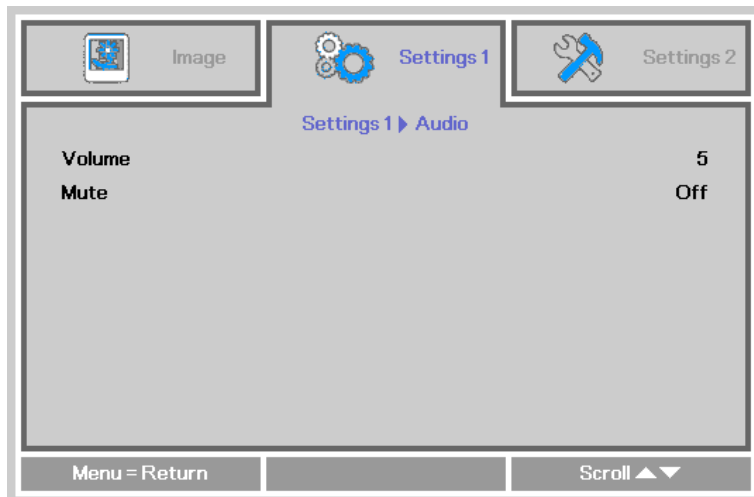 Image
Settings 1
Settings 2
Settings 1 ▶ Audio
Volume 5
Mute Off
Menu = Return
Scroll ▲▼